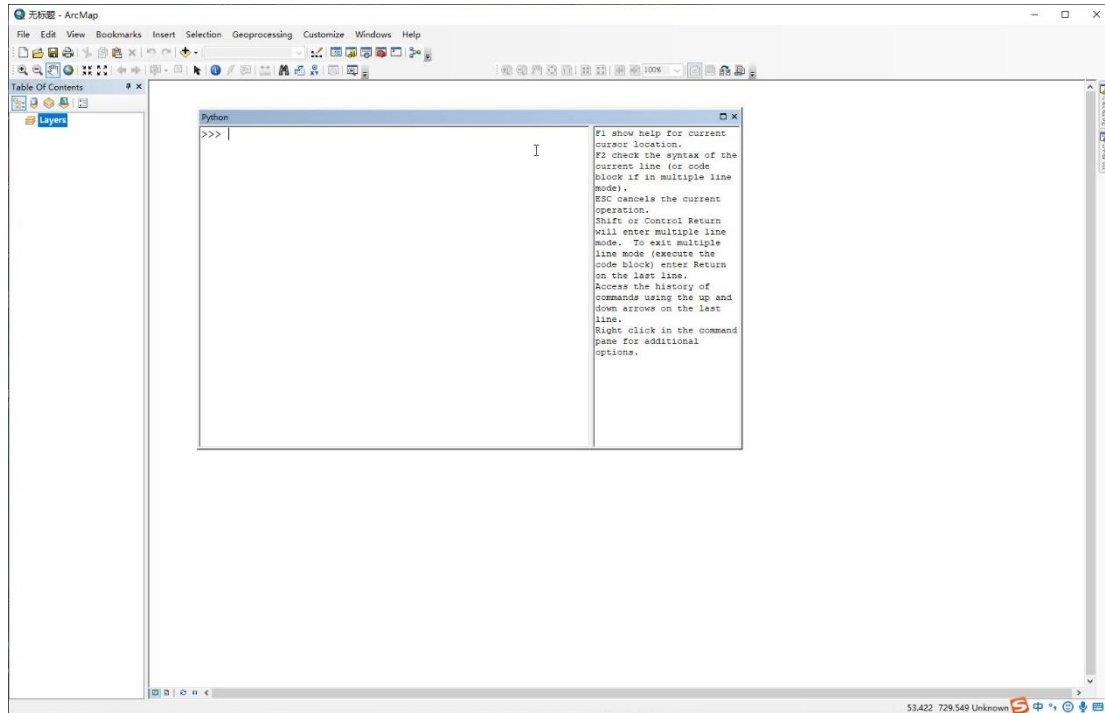 无标题 - ArcMap
File Edit View Bookmarks Insert Selection Geoprocessing Customize Windows Help
100%
Table Of Contents
Layers
Python
>>>
F1 show help for current
cursor location.
F2 check the syntax of the
current line (or code
block if in multiple line
mode).
ESC cancels the current
operation.
Shift or Control Return
will enter multiple line
mode. To exit multiple
line mode (execute the
code block) enter Return
on the last line.
Access the history of
commands using the up and
down arrows on the last
line.
Right click in the command
pane for additional
options.
53.422 729.549 Unknown
中